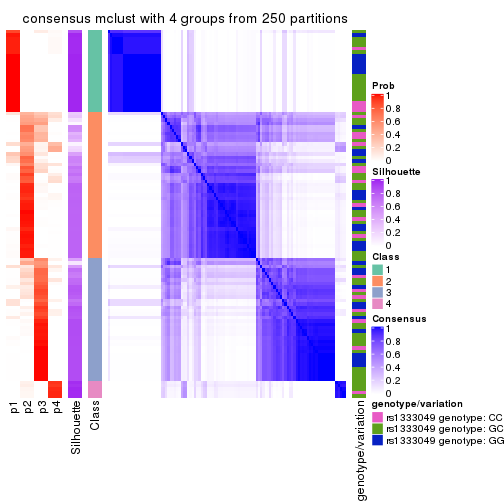 consensus mclust with 4 groups from 250 partitions
Prob
1
0.8
0.6
0.4
0.2
0
Silhouette
1
0.8
0.6
0.4
0.2
0
Class
1
2
3
4
Consensus
1
0.8
0.6
0.4
0.2
0
genotype/variation
rs1333049 genotype: CC
rs1333049 genotype: GC
rs1333049 genotype: GG
p1
p2
p3
p4
Silhouette
Class
genotype/variation